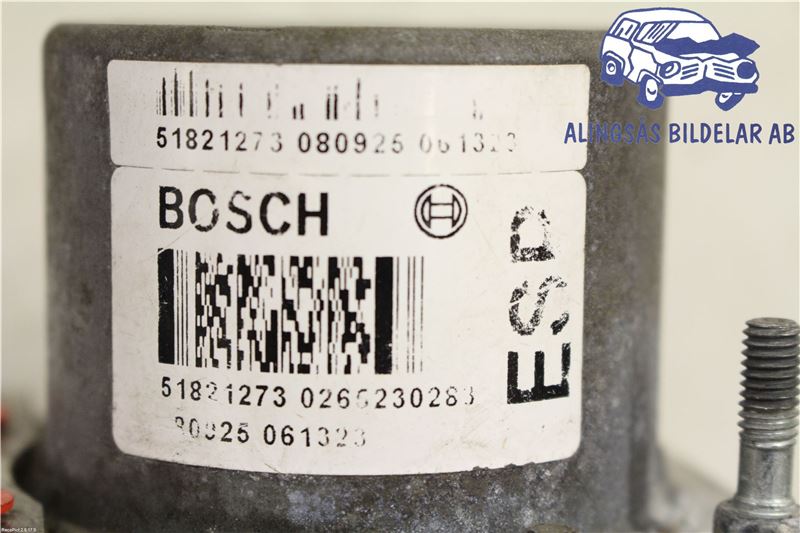 ALINGSÅS BILDELAR AB
51821273 080925 061323
BOSCH
ESP
51821273 0265230283
80925 061323